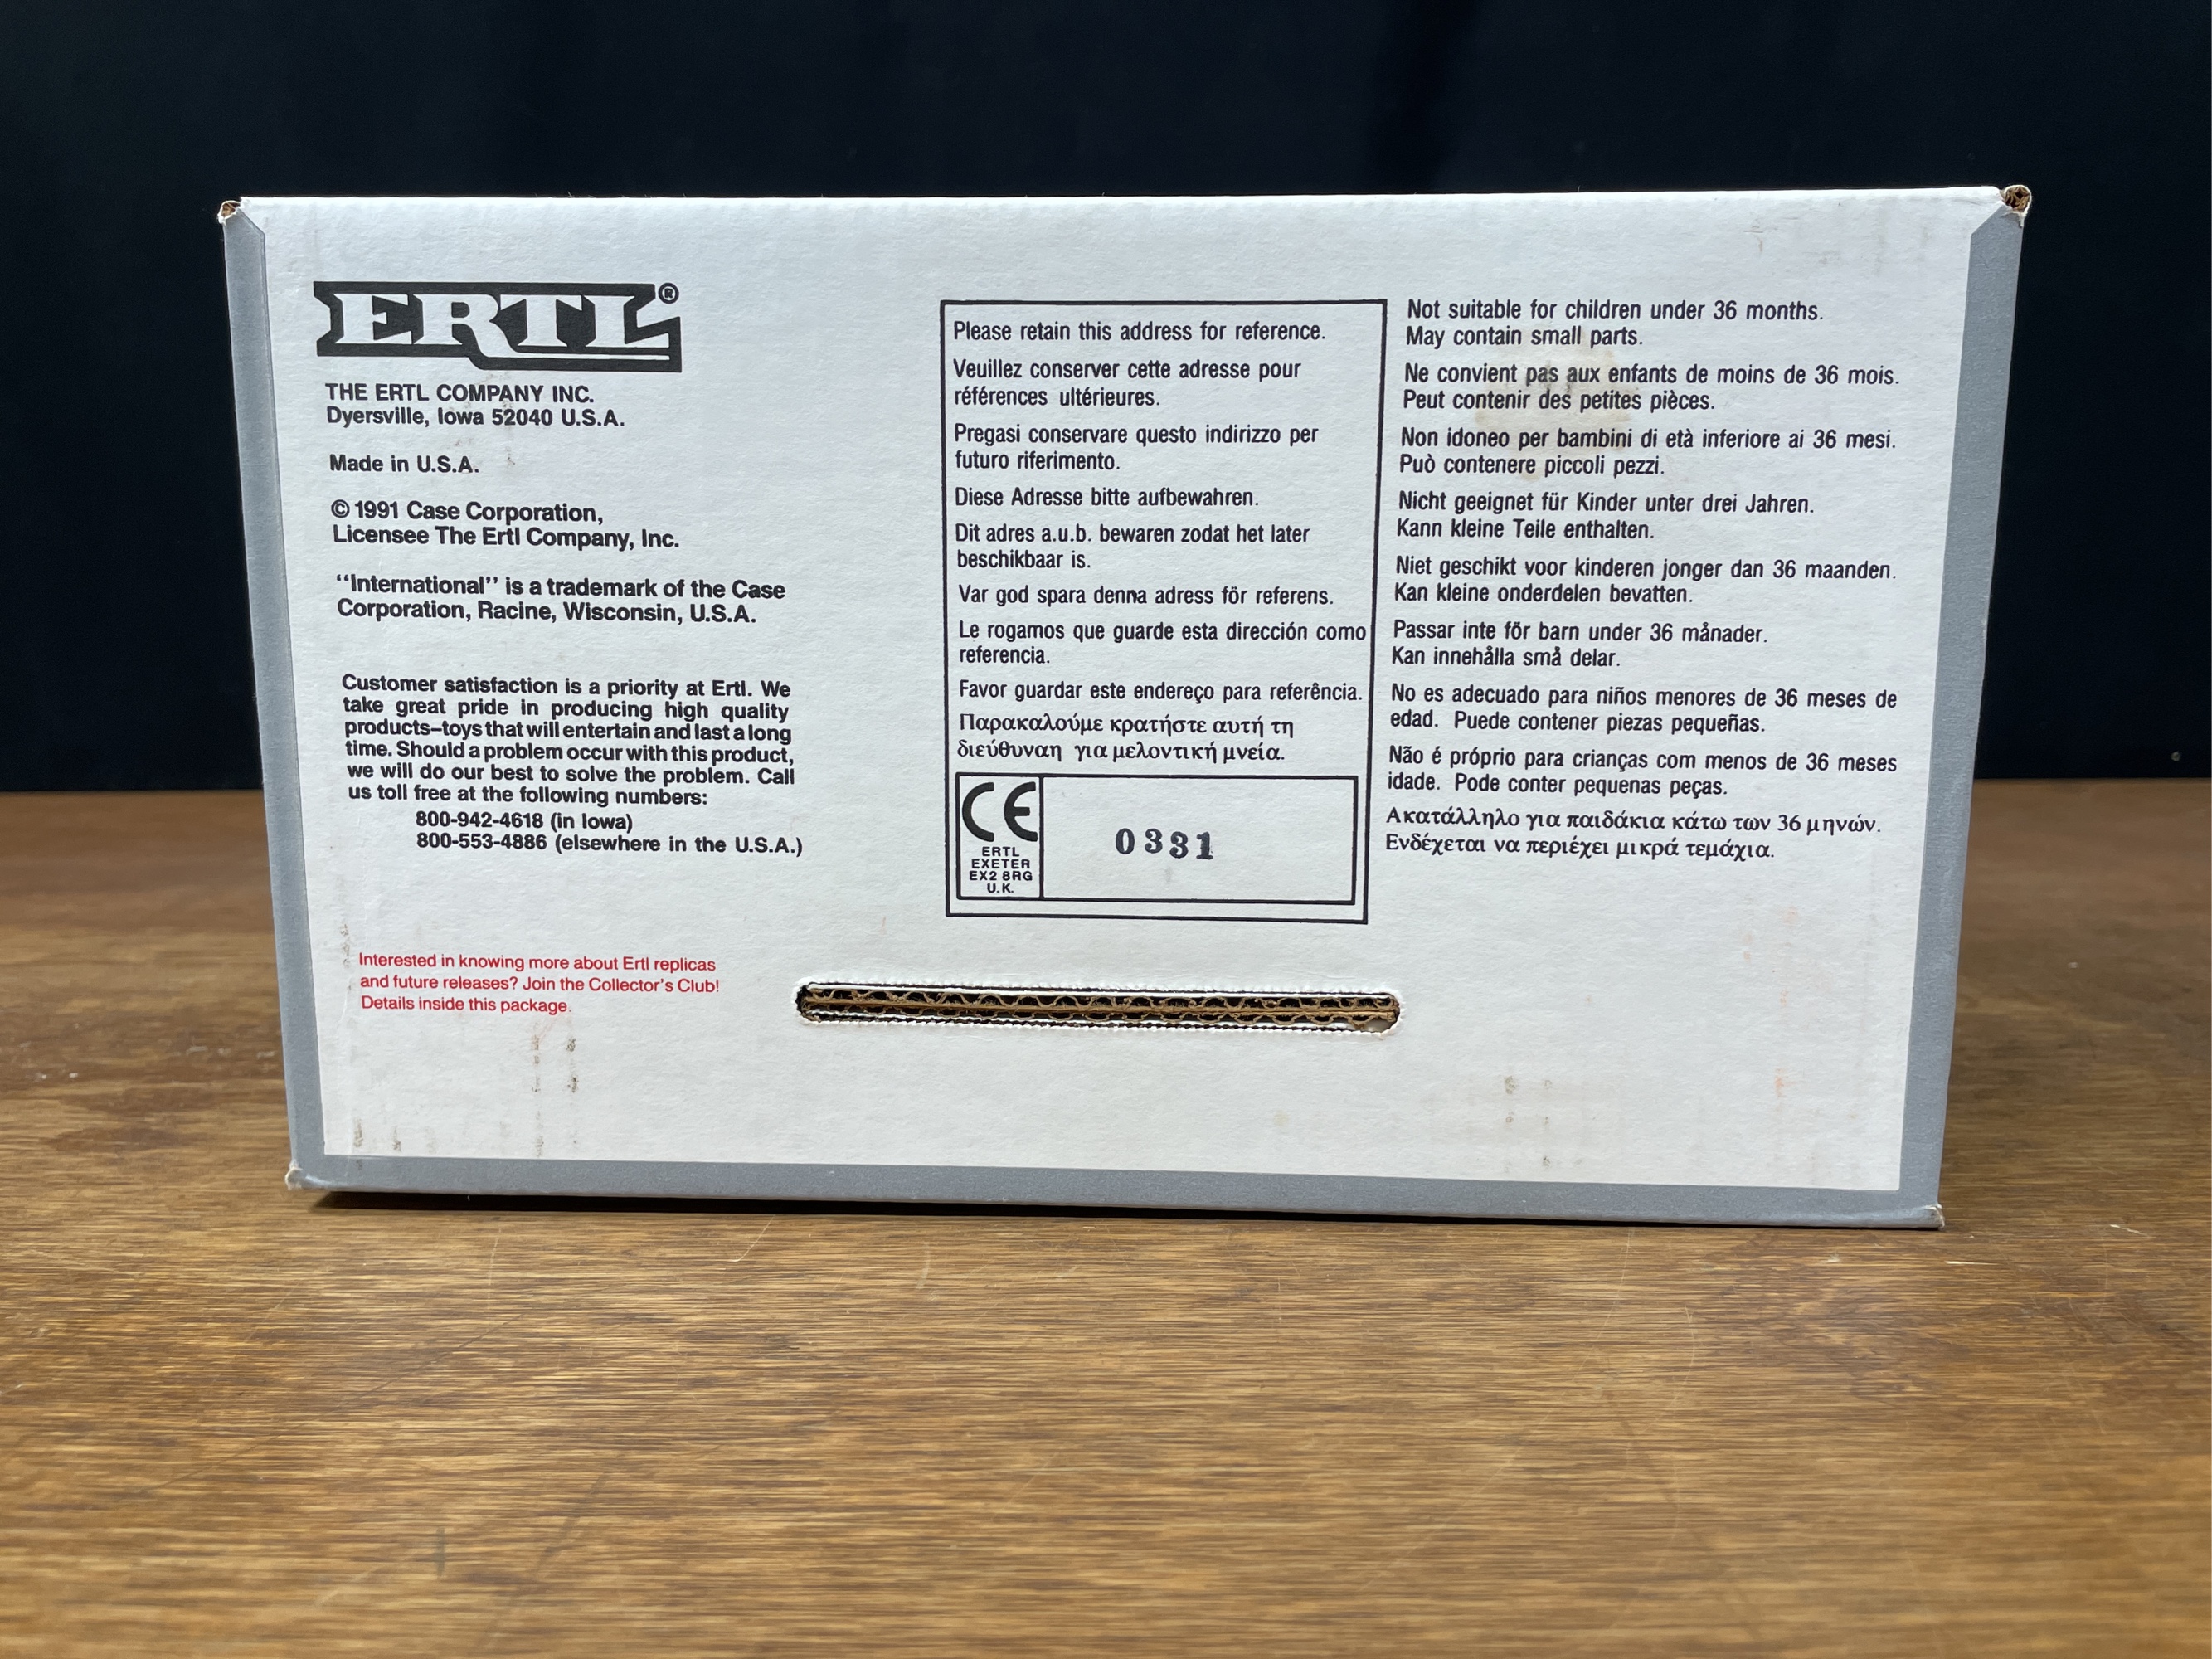 ERTL®
THE ERTL COMPANY INC.
Dyersville, Iowa 52040 U.S.A.
Made in U.S.A.
© 1991 Case Corporation,
Licensee The Ertl Company, Inc.
“International” is a trademark of the Case
Corporation, Racine, Wisconsin, U.S.A.
Customer satisfaction is a priority at Ertl. We
take great pride in producing high quality
products–toys that will entertain and last a long
time. Should a problem occur with this product,
we will do our best to solve the problem. Call
us toll free at the following numbers:
800-942-4618 (in Iowa)
800-553-4886 (elsewhere in the U.S.A.)
Interested in knowing more about Ertl replicas
and future releases? Join the Collector's Club!
Details inside this package.
Please retain this address for reference.
Veuillez conserver cette adresse pour
références ultérieures.
Pregasi conservare questo indirizzo per
futuro riferimento.
Diese Adresse bitte aufbewahren.
Dit adres a.u.b. bewaren zodat het later
beschikbaar is.
Var god spara denna adress för referens.
Le rogamos que guarde esta dirección como
referencia.
Favor guardar este endereço para referência.
Παρακαλούμε κρατήστε αυτή τη
διεύθυναη για μελοντική μνεία.
CE
ERTL
EXETER
EX2 8RG
U.K.
0331
Not suitable for children under 36 months.
May contain small parts.
Ne convient pas aux enfants de moins de 36 mois.
Peut contenir des petites pièces.
Non idoneo per bambini di età inferiore ai 36 mesi.
Può contenere piccoli pezzi.
Nicht geeignet für Kinder unter drei Jahren.
Kann kleine Teile enthalten.
Niet geschikt voor kinderen jonger dan 36 maanden.
Kan kleine onderdelen bevatten.
Passar inte för barn under 36 månader.
Kan innehålla små delar.
No es adecuado para niños menores de 36 meses de
edad. Puede contener piezas pequeñas.
Não é próprio para crianças com menos de 36 meses
idade. Pode conter pequenas peças.
Ακατάλληλο για παιδάκια κάτω των 36 μηνών.
Ενδέχεται να περιέχει μικρά τεμάχια.